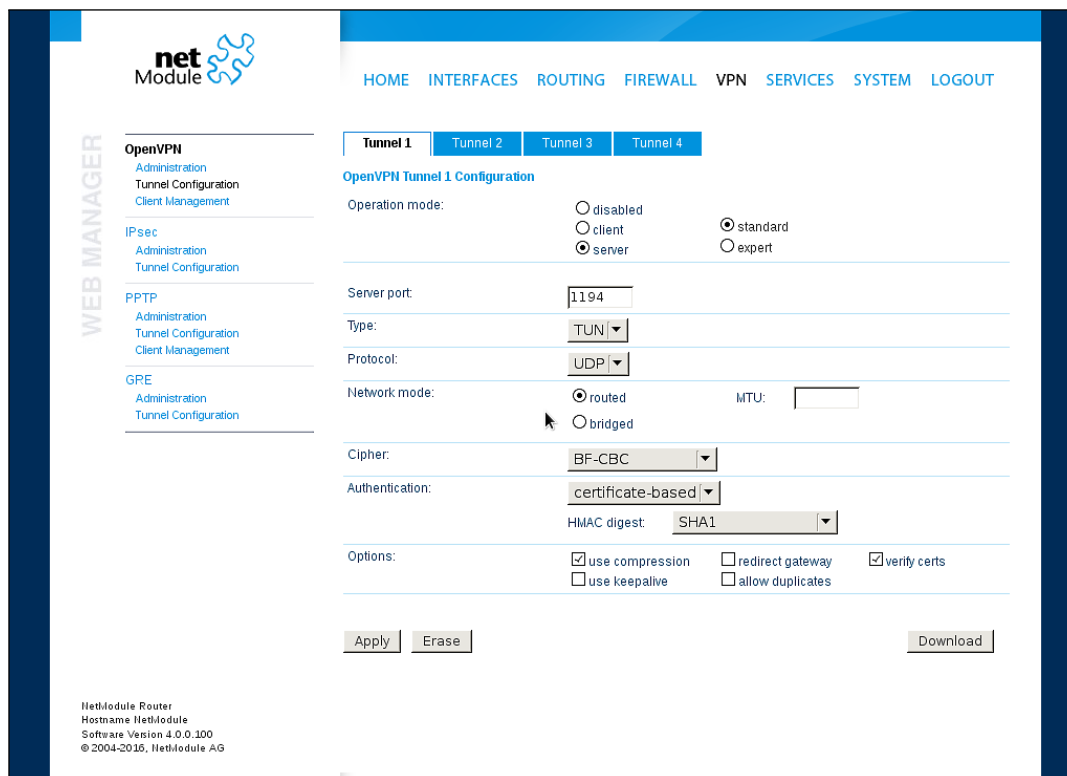 net
Module
HOME INTERFACES ROUTING FIREWALL VPN SERVICES SYSTEM LOGOUT
WEB MANAGER
OpenVPN
Administration
Tunnel Configuration
Client Management
IPsec
Administration
Tunnel Configuration
PPTP
Administration
Tunnel Configuration
Client Management
GRE
Administration
Tunnel Configuration
Tunnel 1 Tunnel 2 Tunnel 3 Tunnel 4
OpenVPN Tunnel 1 Configuration
Operation mode:
disabled
client
server
standard
expert
Server port: 1194
Type: TUN
Protocol: UDP
Network mode: routed MTU:
bridged
Cipher: BF-CBC
Authentication: certificate-based
HMAC digest: SHA1
Options: use compression redirect gateway verify certs
use keepalive allow duplicates
Apply Erase Download
NetModule Router
Hostname NetModule
Software Version 4.0.0.100
© 2004-2016, NetModule AG